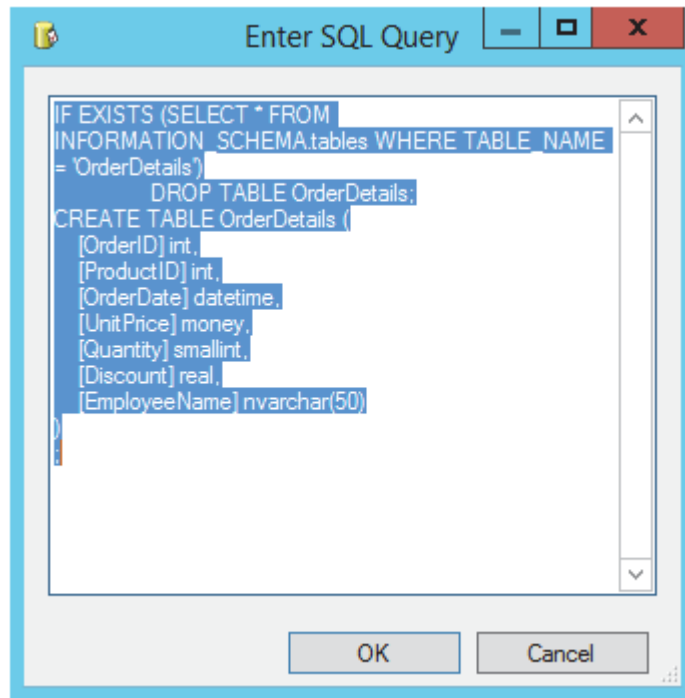 Enter SQL Query
IF EXISTS (SELECT * FROM
INFORMATION_SCHEMA.tables WHERE TABLE_NAME
= 'OrderDetails')
DROP TABLE OrderDetails;
CREATE TABLE OrderDetails (
[OrderID] int,
[ProductID] int,
[OrderDate] datetime,
[UnitPrice] money,
[Quantity] smallint,
[Discount] real,
[EmployeeName] nvarchar(50)
)
;
OK Cancel